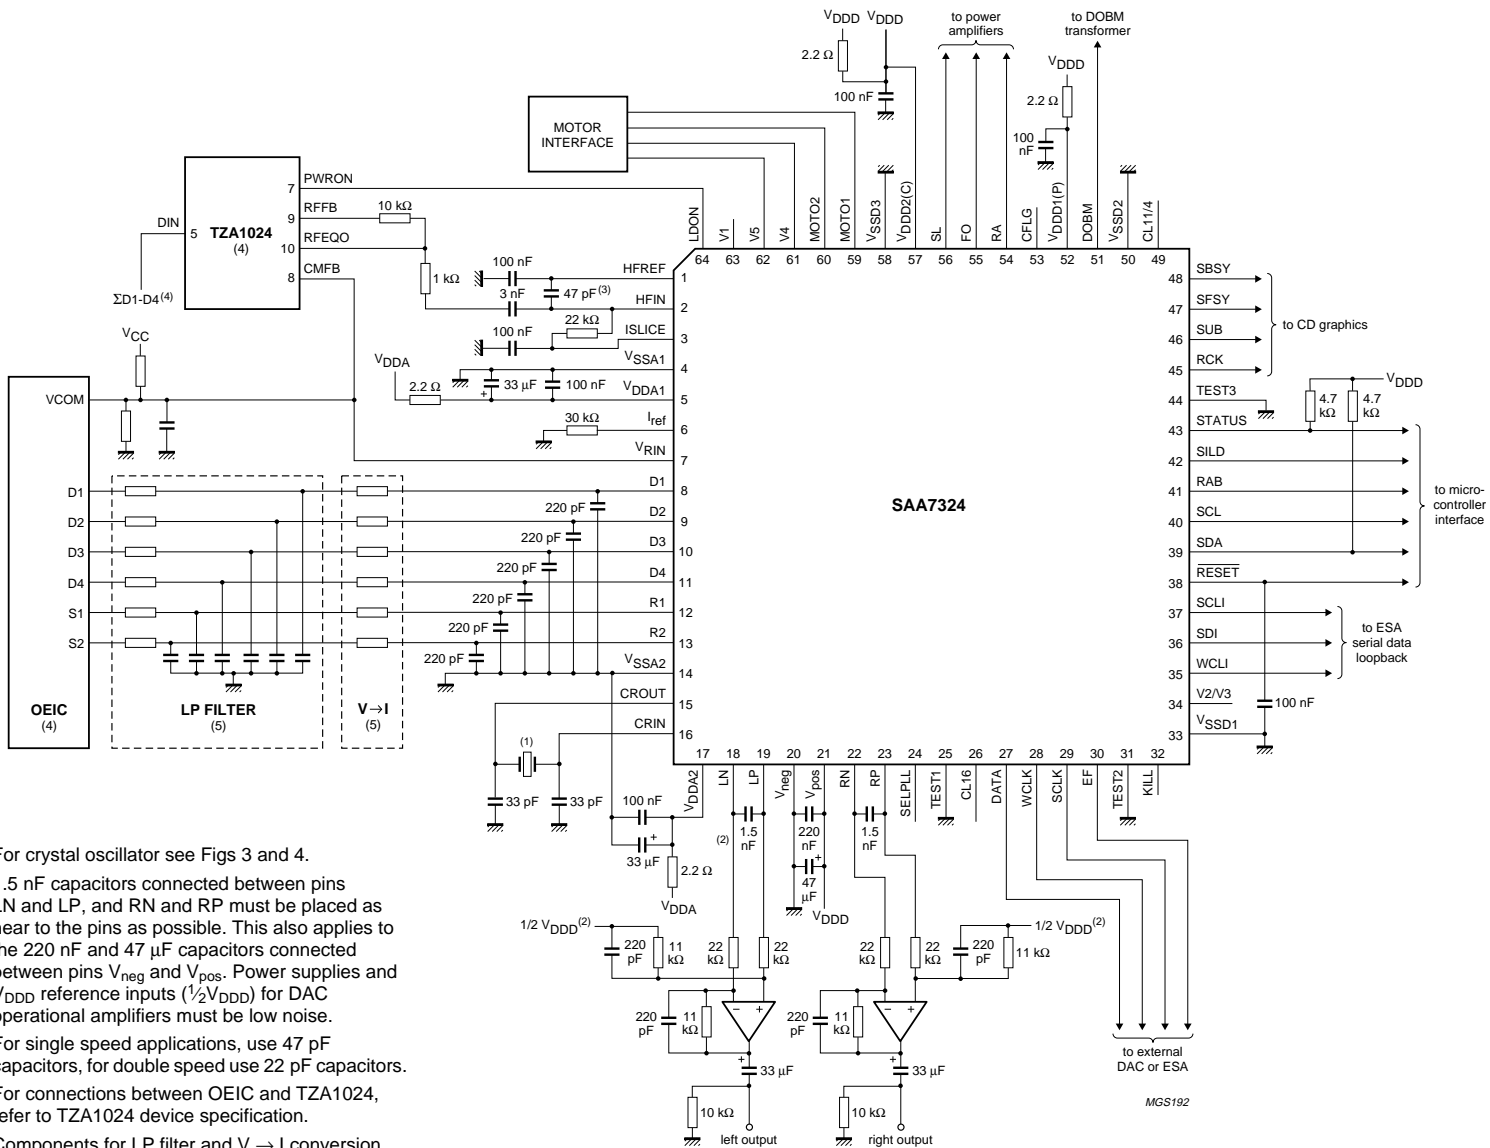 VDDD VDDD
to power
amplifiers
to DOBM
transformer
2.2 Ω
100 nF
VDDD
2.2 Ω
100
nF
MOTOR
INTERFACE
TZA1024
(4)
DIN
5
7
PWRON
9
RFFB
10
RFEQO
8
CMFB
ΣD1-D4(4)
10 kΩ
1 kΩ
100 nF
47 pF(3)
3 nF
22 kΩ
100 nF
VDDA
2.2 Ω
33 μF
+
100 nF
30 kΩ
VCC
LDON
V1
V5
V4
MOTO2
MOTO1
VSSD3
VDDD2(C)
SL
FO
RA
CFLG
VDDD1(P)
DOBM
VSSD2
CL11/4
64 63 62 61 60 59 58 57 56 55 54 53 52 51 50 49
HFREF
1
HFIN
2
ISLICE
3
VSSA1
4
VDDA1
5
Iref
6
VRIN
7
D1
8
D2
9
D3
10
D4
11
R1
12
R2
13
VSSA2
14
CROUT
15
CRIN
16
SAA7324
48
SBSY
47
SFSY
46
SUB
45
RCK
to CD graphics
44
TEST3
43
STATUS
42
SILD
41
RAB
40
SCL
39
SDA
38
RESET
37
SCLI
36
SDI
35
WCLI
34
V2/V3
33
VSSD1
VDDD
4.7
kΩ
4.7
kΩ
to micro-
controller
interface
to ESA
serial data
loopback
100 nF
VCOM
D1
D2
D3
D4
S1
S2
OEIC
(4)
LP FILTER
(5)
V→I
(5)
220 pF
220 pF
220 pF
220 pF
220 pF
220 pF
(1)
33 pF
33 pF
17 18 19 20 21 22 23 24 25 26 27 28 29 30 31 32
VDDA2
LN
LP
Vneg
Vpos
RN
RP
SELPLL
TEST1
CL16
DATA
WCLK
SCLK
EF
TEST2
KILL
100 nF
33 μF
+
2.2 Ω
VDDA
(2)
1.5
nF
220
nF
+
47
μF
VDDD
1.5
nF
1/2 VDDD(2)
220
pF
11
kΩ
22
kΩ
22
kΩ
22
kΩ
22
kΩ
220
pF
11 kΩ
1/2 VDDD(2)
220
pF
11
kΩ
− +
220
pF
11
kΩ
− +
+
33 μF
+
33 μF
10 kΩ
left output
10 kΩ
right output
to external
DAC or ESA
MGS192
For crystal oscillator see Figs 3 and 4.
.5 nF capacitors connected between pins
LN and LP, and RN and RP must be placed as
near to the pins as possible. This also applies to
the 220 nF and 47 μF capacitors connected
between pins Vneg and Vpos. Power supplies and
VDDD reference inputs (½VDDD) for DAC
operational amplifiers must be low noise.
For single speed applications, use 47 pF
capacitors, for double speed use 22 pF capacitors.
For connections between OEIC and TZA1024,
refer to TZA1024 device specification.
Components for LP filter and V → I conversion